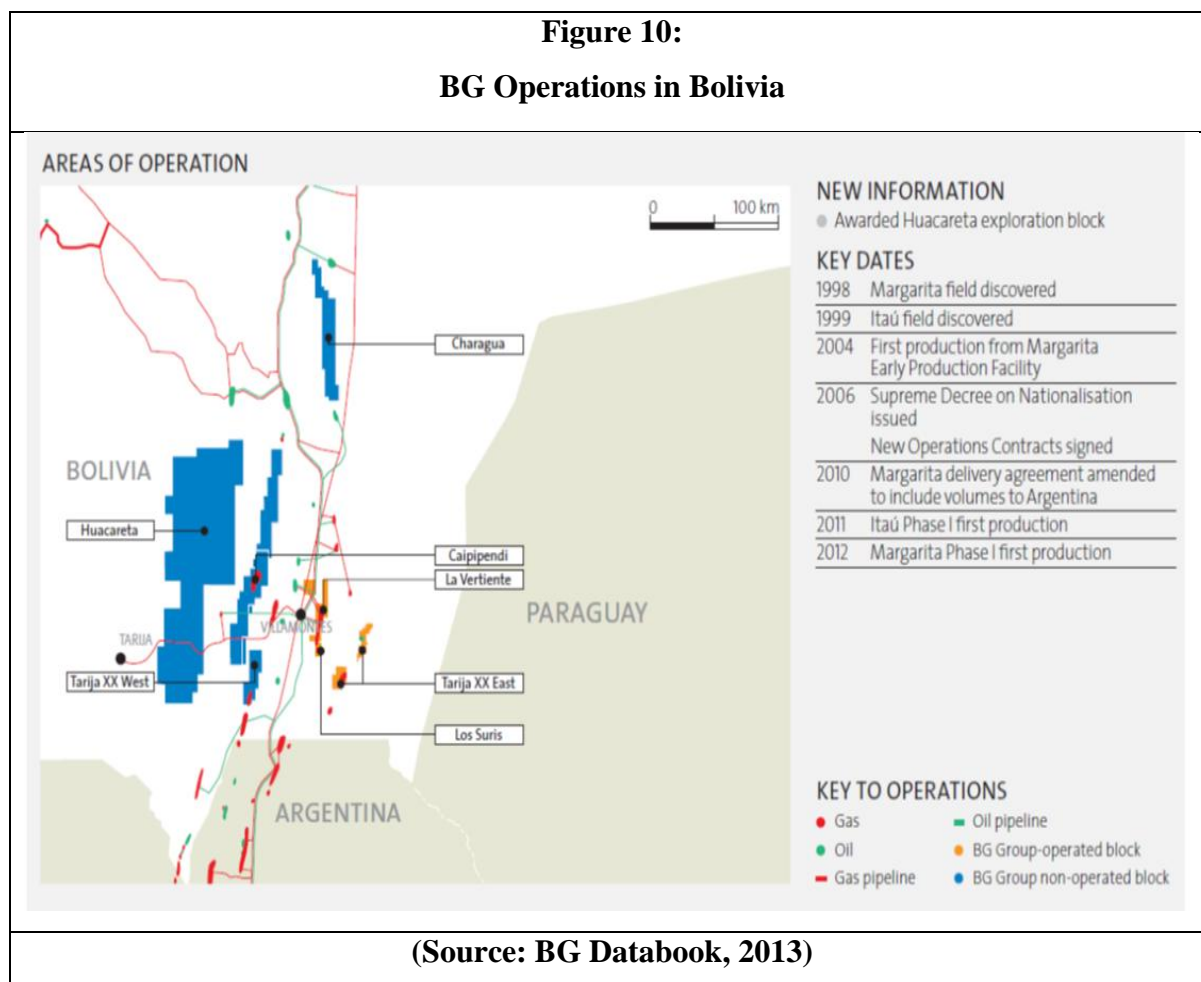 Figure 10:
BG Operations in Bolivia
AREAS OF OPERATION
0 100 km
Charagua
BOLIVIA
Huacareta
Caipipendi
La Vertiente
PARAGUAY
VILLAMONTES
TARIJA
Tarija XX West
Tarija XX East
Los Suris
ARGENTINA
NEW INFORMATION
Awarded Huacareta exploration block
KEY DATES
1998 Margarita field discovered
1999 Itaú field discovered
2004 First production from Margarita
Early Production Facility
2006 Supreme Decree on Nationalisation
issued
New Operations Contracts signed
2010 Margarita delivery agreement amended
to include volumes to Argentina
2011 Itaú Phase I first production
2012 Margarita Phase I first production
KEY TO OPERATIONS
Gas
Oil
Gas pipeline
Oil pipeline
BG Group-operated block
BG Group non-operated block
(Source: BG Databook, 2013)